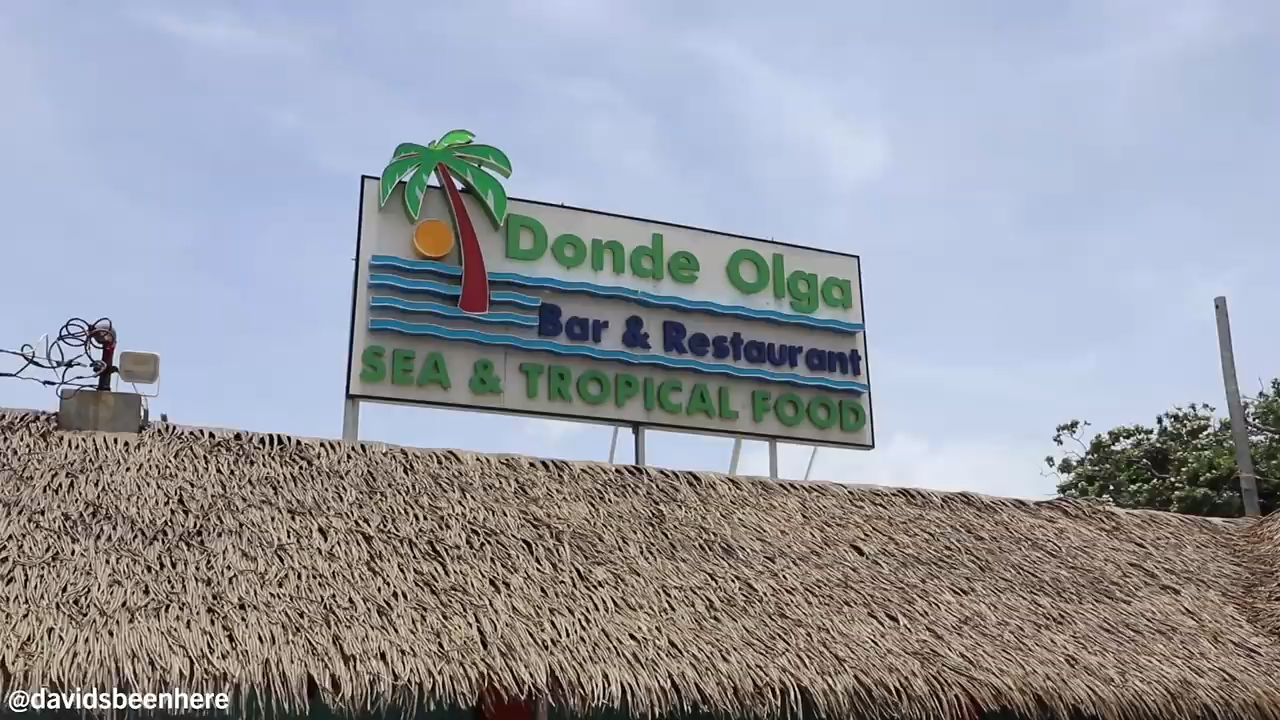 Donde Olga
Bar & Restaurant
SEA & TROPICAL FOOD
@davidsbeenhere